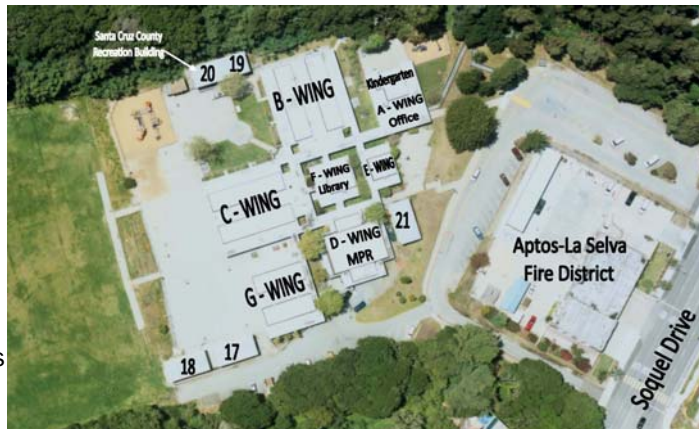 Santa Cruz County
Recreation Building
20
19
B - WING
Kindergarten
A - WING
Office
F - WING
Library
E-WING
C - WING
D - WING
MPR
21
G - WING
Aptos-La Selva
Fire District
18
17
s
Soquel Drive